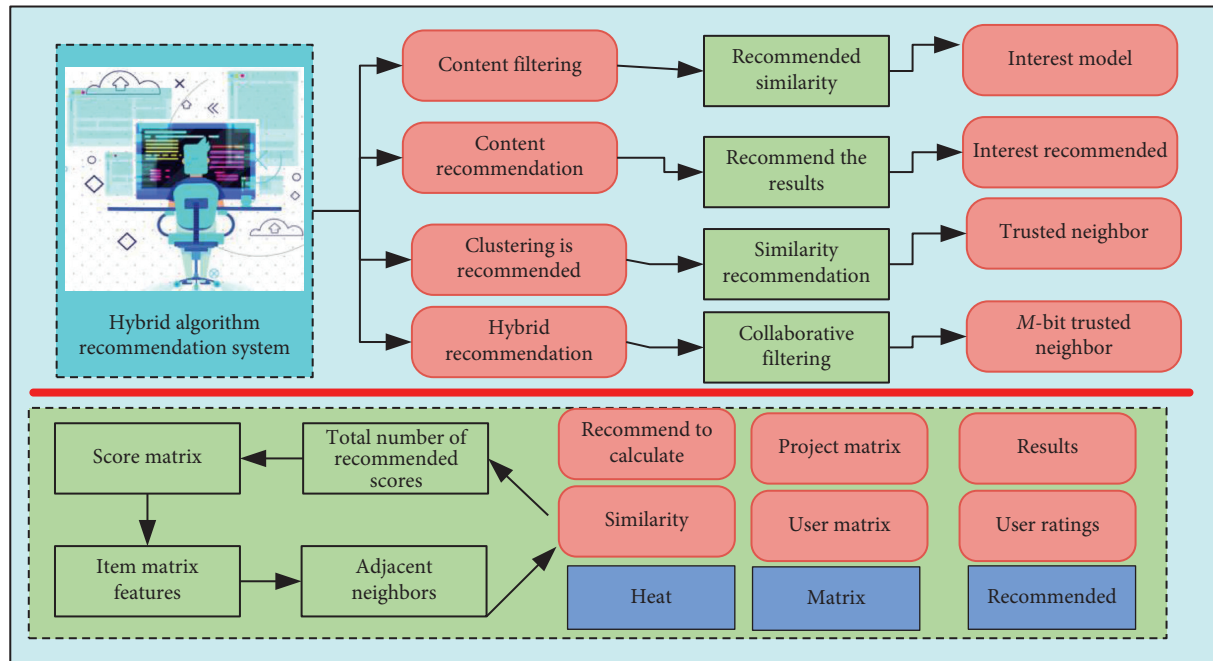 Content filtering
Recommended
similarity
Interest model
Content
recommendation
Recommend the
results
Interest recommended
Clustering is
recommended
Similarity
recommendation
Trusted neighbor
Hybrid algorithm
recommendation system
Hybrid
recommendation
Collaborative
filtering
M-bit trusted
neighbor
Score matrix
Total number of
recommended
scores
Recommend to
calculate
Project matrix
Results
Similarity
User matrix
User ratings
Item matrix
features
Adjacent
neighbors
Heat
Matrix
Recommended